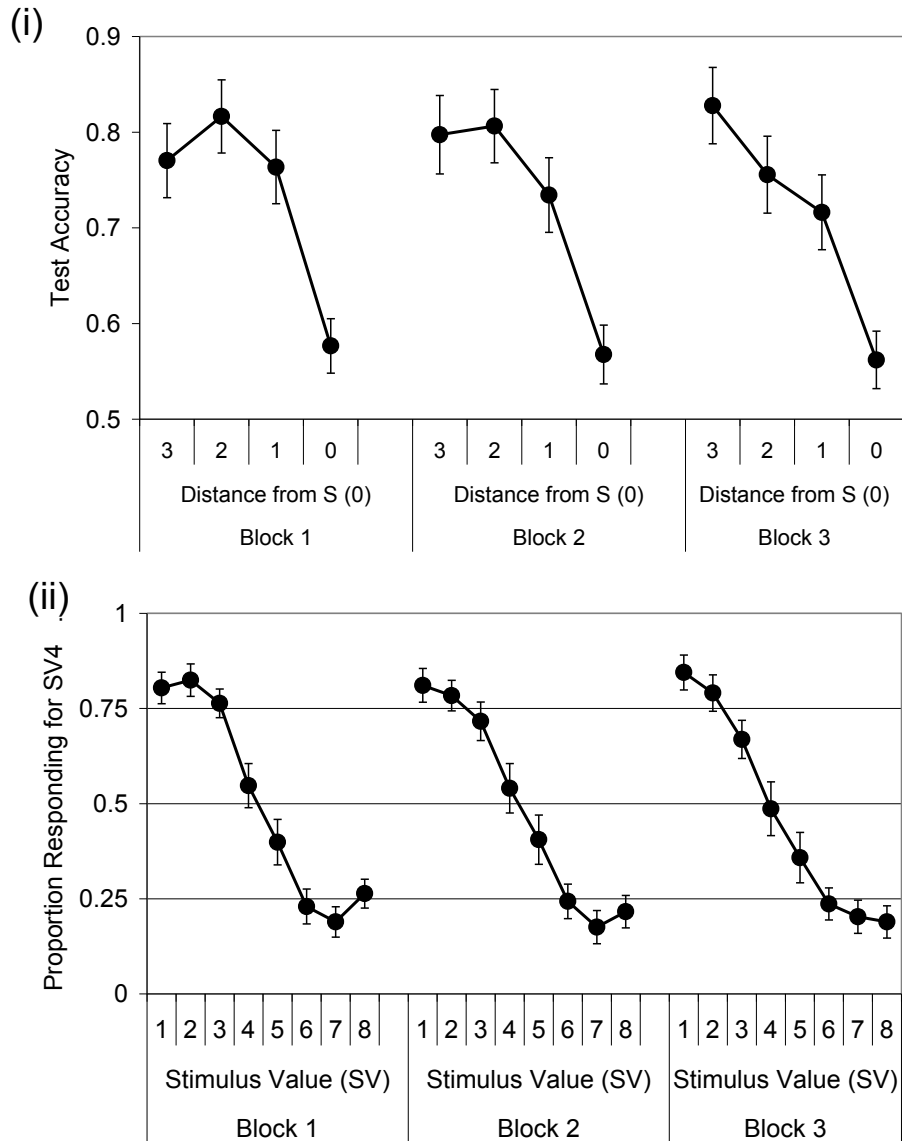 (i)
Test Accuracy
0.9
0.8
0.7
0.6
0.5
3 2 1 0 3 2 1 0 3 2 1 0
Distance from S (0) Distance from S (0) Distance from S (0)
Block 1 Block 2 Block 3
(ii)
Proportion Responding for SV4 .
1
0.75
0.5
0.25
0
1 2 3 4 5 6 7 8 1 2 3 4 5 6 7 8 1 2 3 4 5 6 7 8
Stimulus Value (SV) Stimulus Value (SV) Stimulus Value (SV)
Block 1 Block 2 Block 3